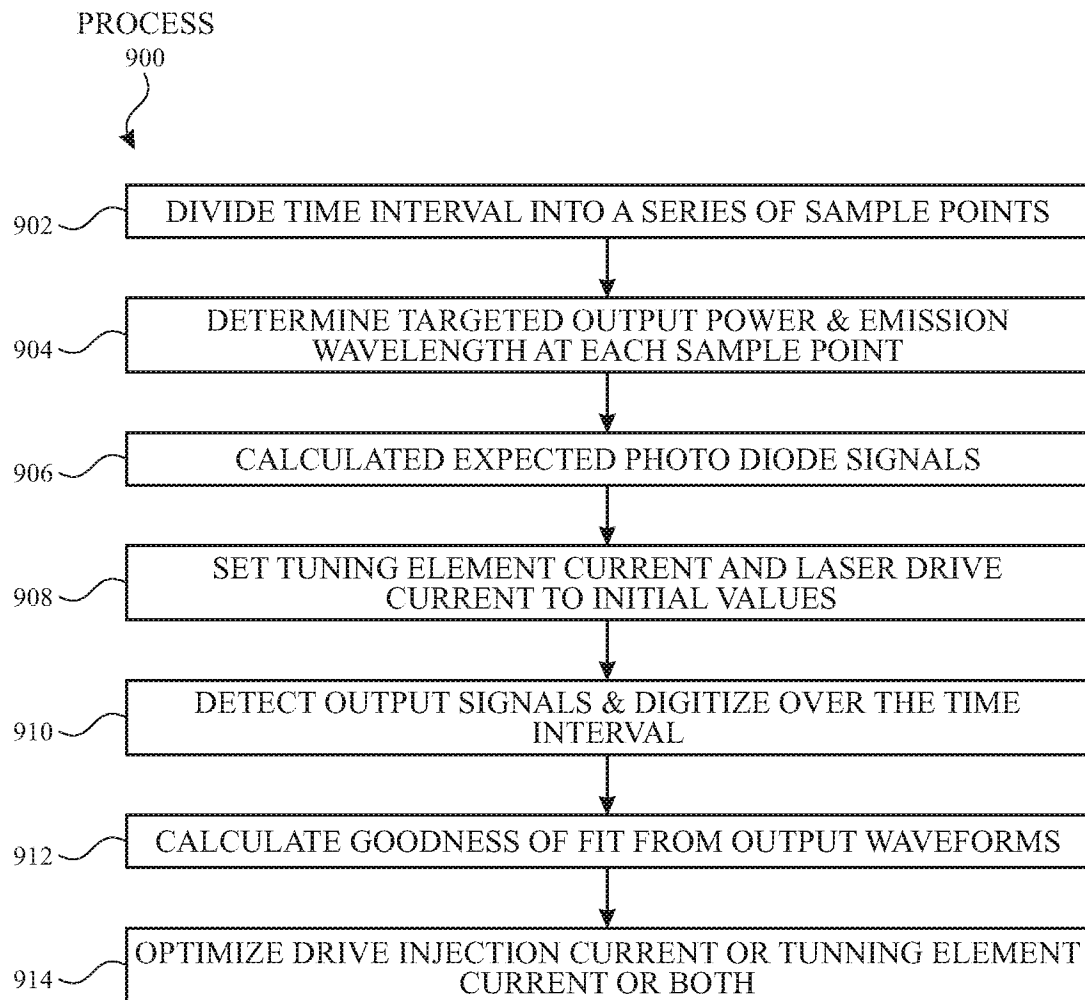 PROCESS
900
902
DIVIDE TIME INTERVAL INTO A SERIES OF SAMPLE POINTS
904
DETERMINE TARGETED OUTPUT POWER & EMISSION
WAVELENGTH AT EACH SAMPLE POINT
906
CALCULATED EXPECTED PHOTO DIODE SIGNALS
908
SET TUNING ELEMENT CURRENT AND LASER DRIVE
CURRENT TO INITIAL VALUES
910
DETECT OUTPUT SIGNALS & DIGITIZE OVER THE TIME
INTERVAL
912
CALCULATE GOODNESS OF FIT FROM OUTPUT WAVEFORMS
914
OPTIMIZE DRIVE INJECTION CURRENT OR TUNNING ELEMENT
CURRENT OR BOTH